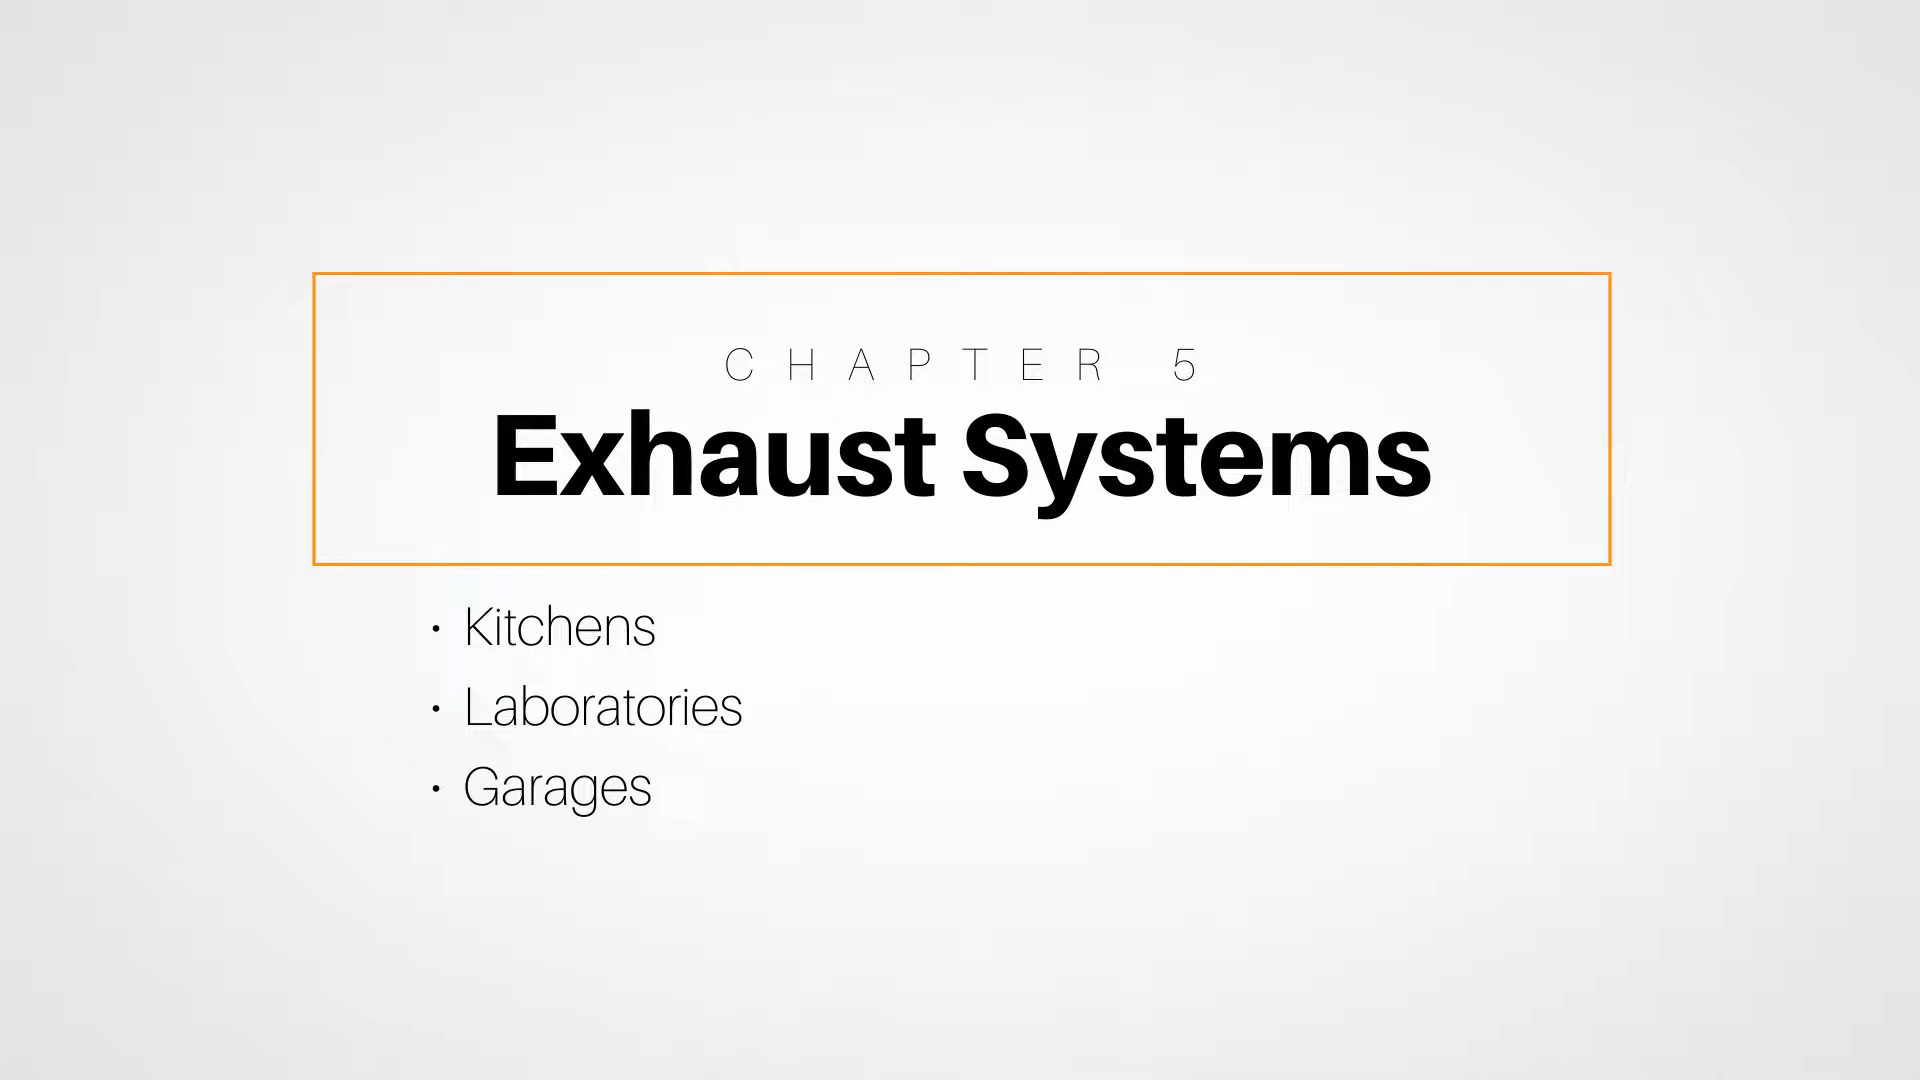 CHAPTER 5
Exhaust Systems
• Kitchens
• Laboratories
• Garages